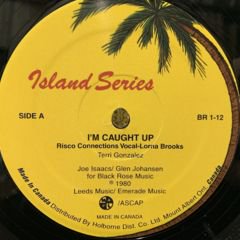 Island Series
SIDE A
BR 1-12
I'M CAUGHT UP
Risco Connections Vocal-Lorna Brooks
Terri Gonzalez
Joe Isaacs/ Glen Johansen
for Black Rose Music
℗ 1980
Leeds Music/ Emerade Music
/ASCAP
MADE IN CANADA
Made In Canada Distributed By Holborne Dist. Co. Ltd. Mount Albert Ont. Canada